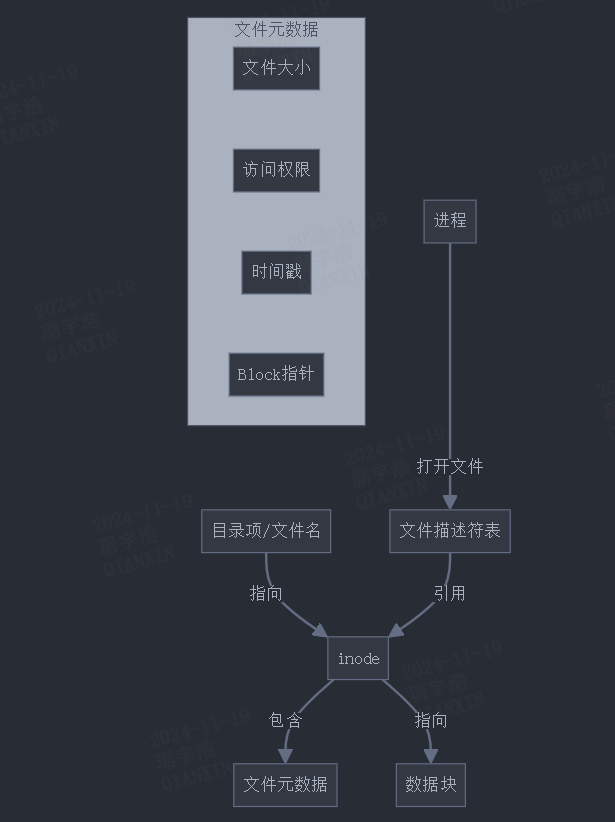 文件元数据
文件大小
访问权限
时间戳
Block指针
进程
打开文件
目录项/文件名
文件描述符表
指向
引用
inode
包含
指向
文件元数据
数据块
2024-11-19
QIANXIN